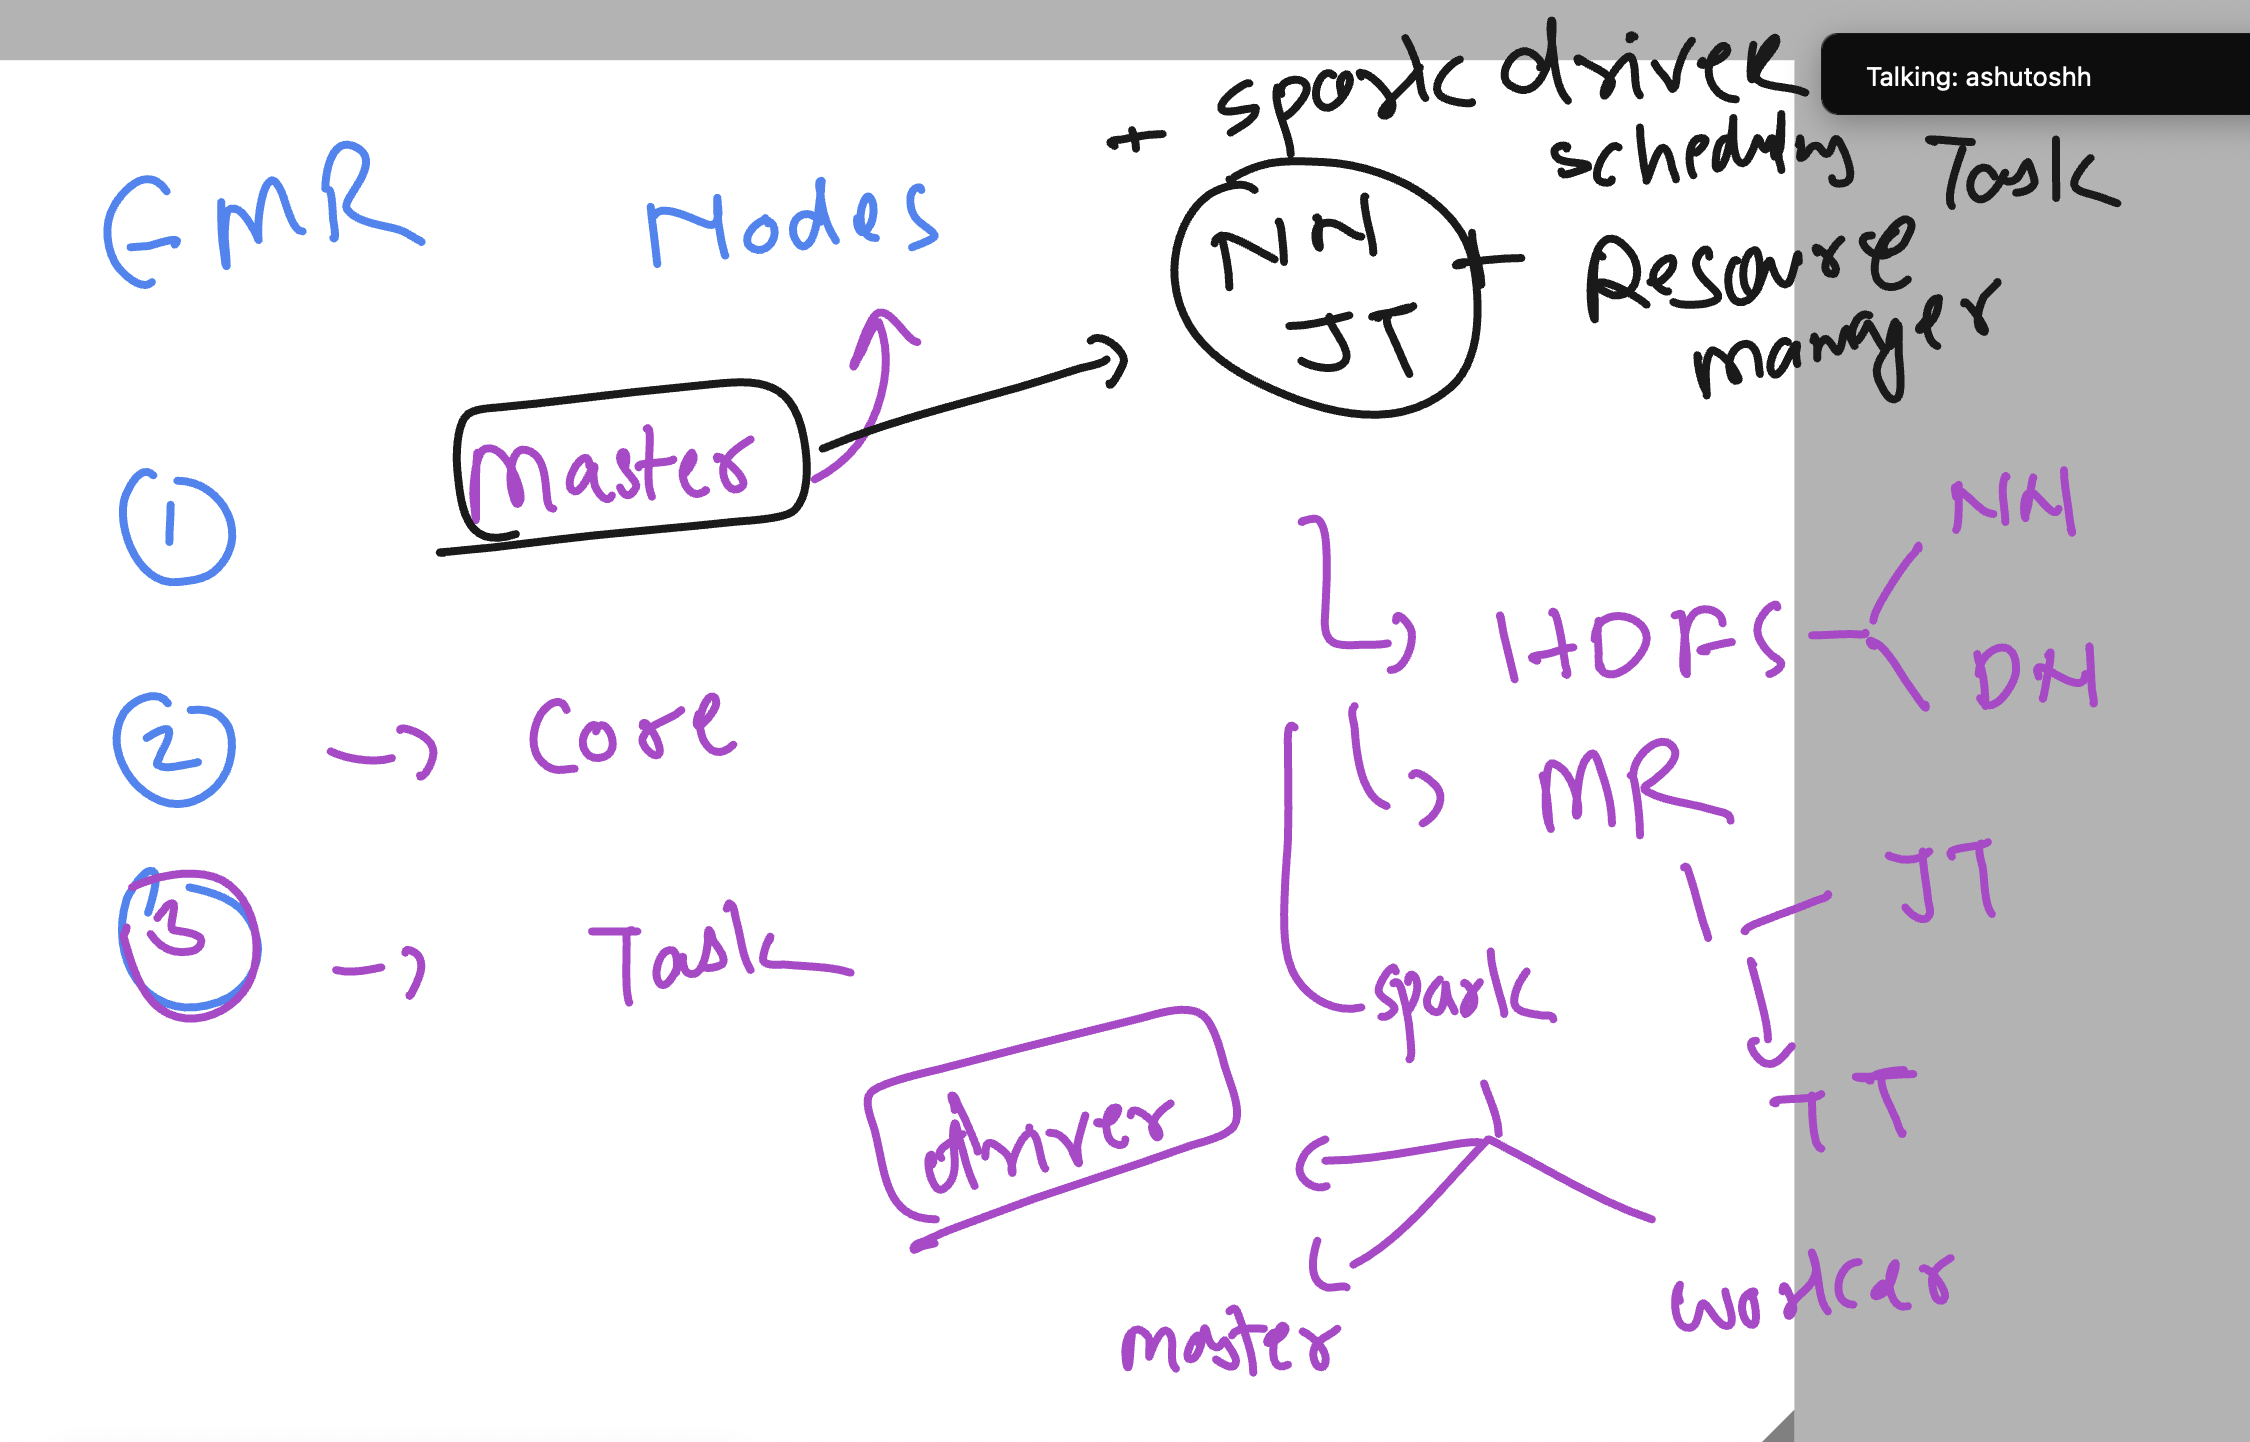 Talking: ashutoshh
+ spark driver
scheduling Task
EMR Nodes
NN
JT
+ Resource
manager
1 Master
NN
HDFS
DN
2 → Core
MR
JT
3 → Task
spark
TT
driver
worker
master